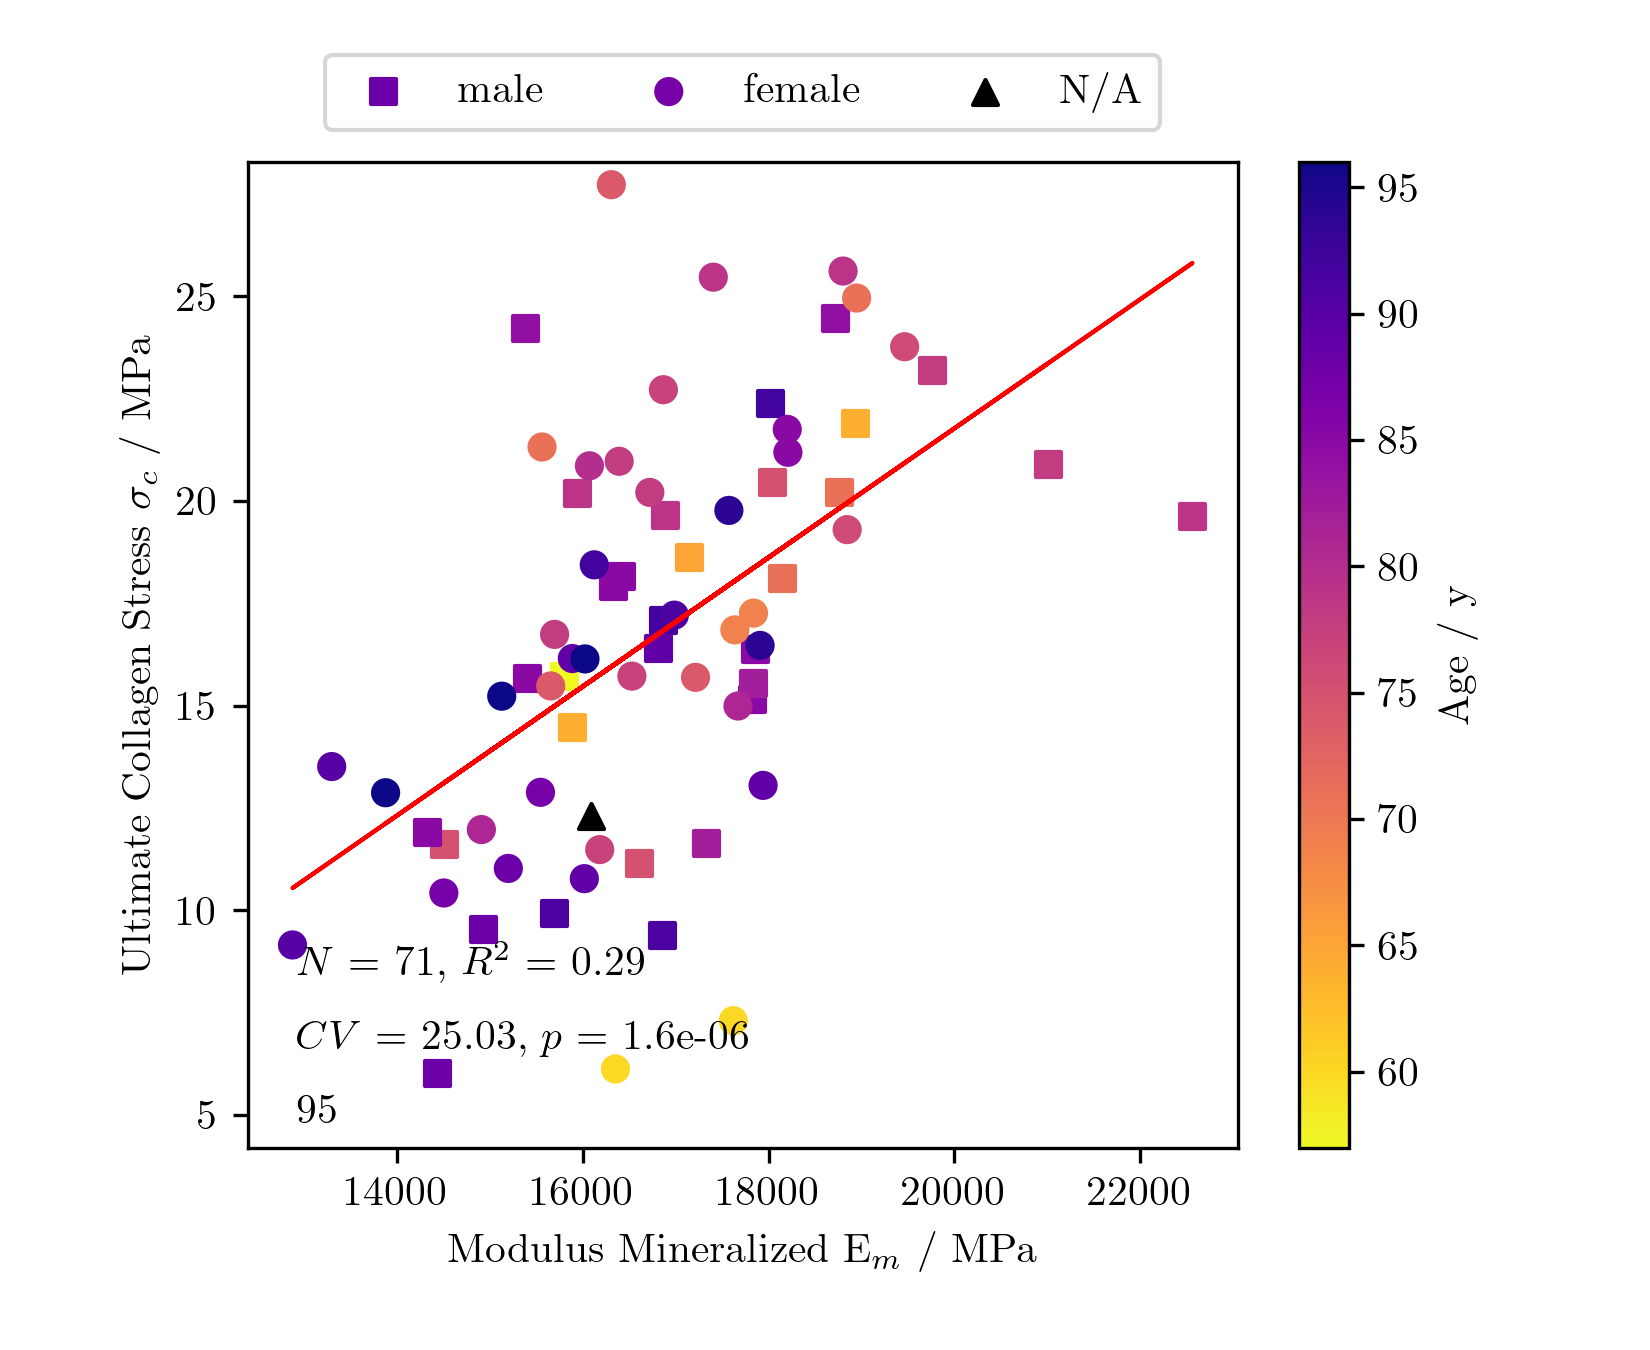 male female N/A
Ultimate Collagen Stress σc / MPa
25
20
15
10
5
N = 71, R² = 0.29
CV = 25.03, p = 1.6e-06
95
14000 16000 18000 20000 22000
Modulus Mineralized Em / MPa
95
90
85
80
75
70
65
60
Age / y